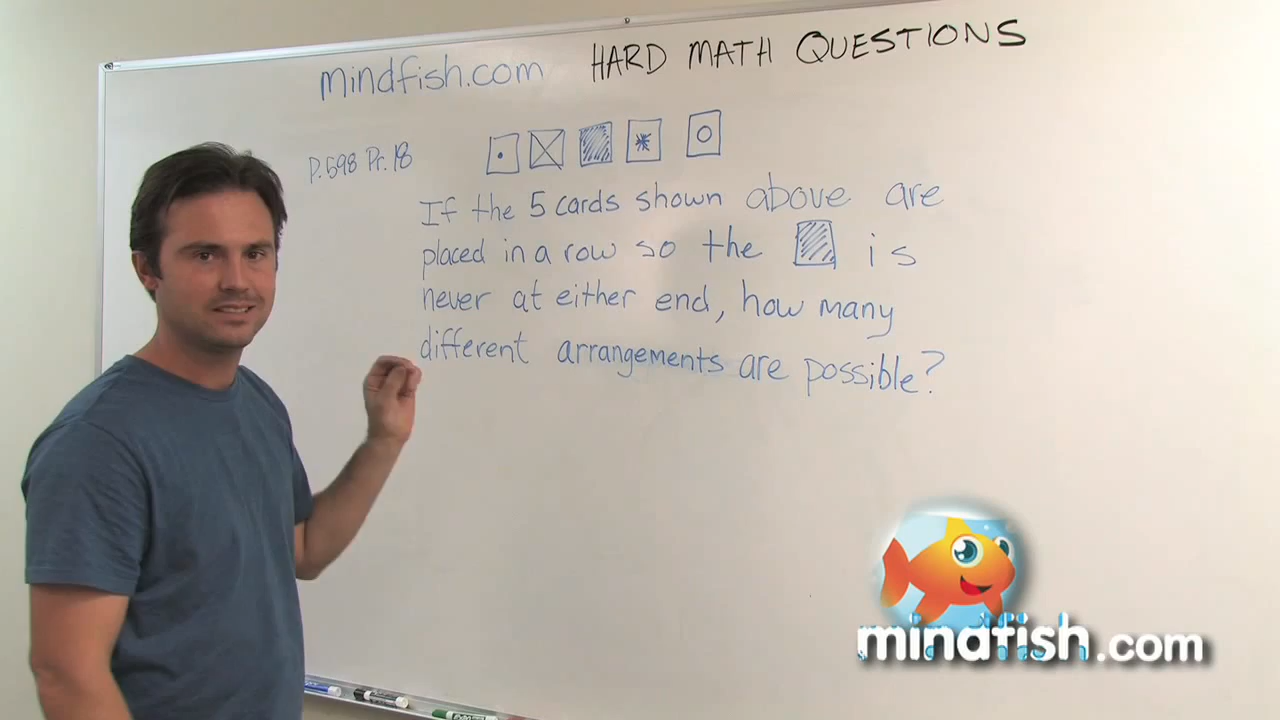 mindfish.com HARD MATH QUESTIONS
P.598 Pr.18
If the 5 cards shown above are
placed in a row so the is
never at either end, how many
different arrangements are possible?
mindfish.com